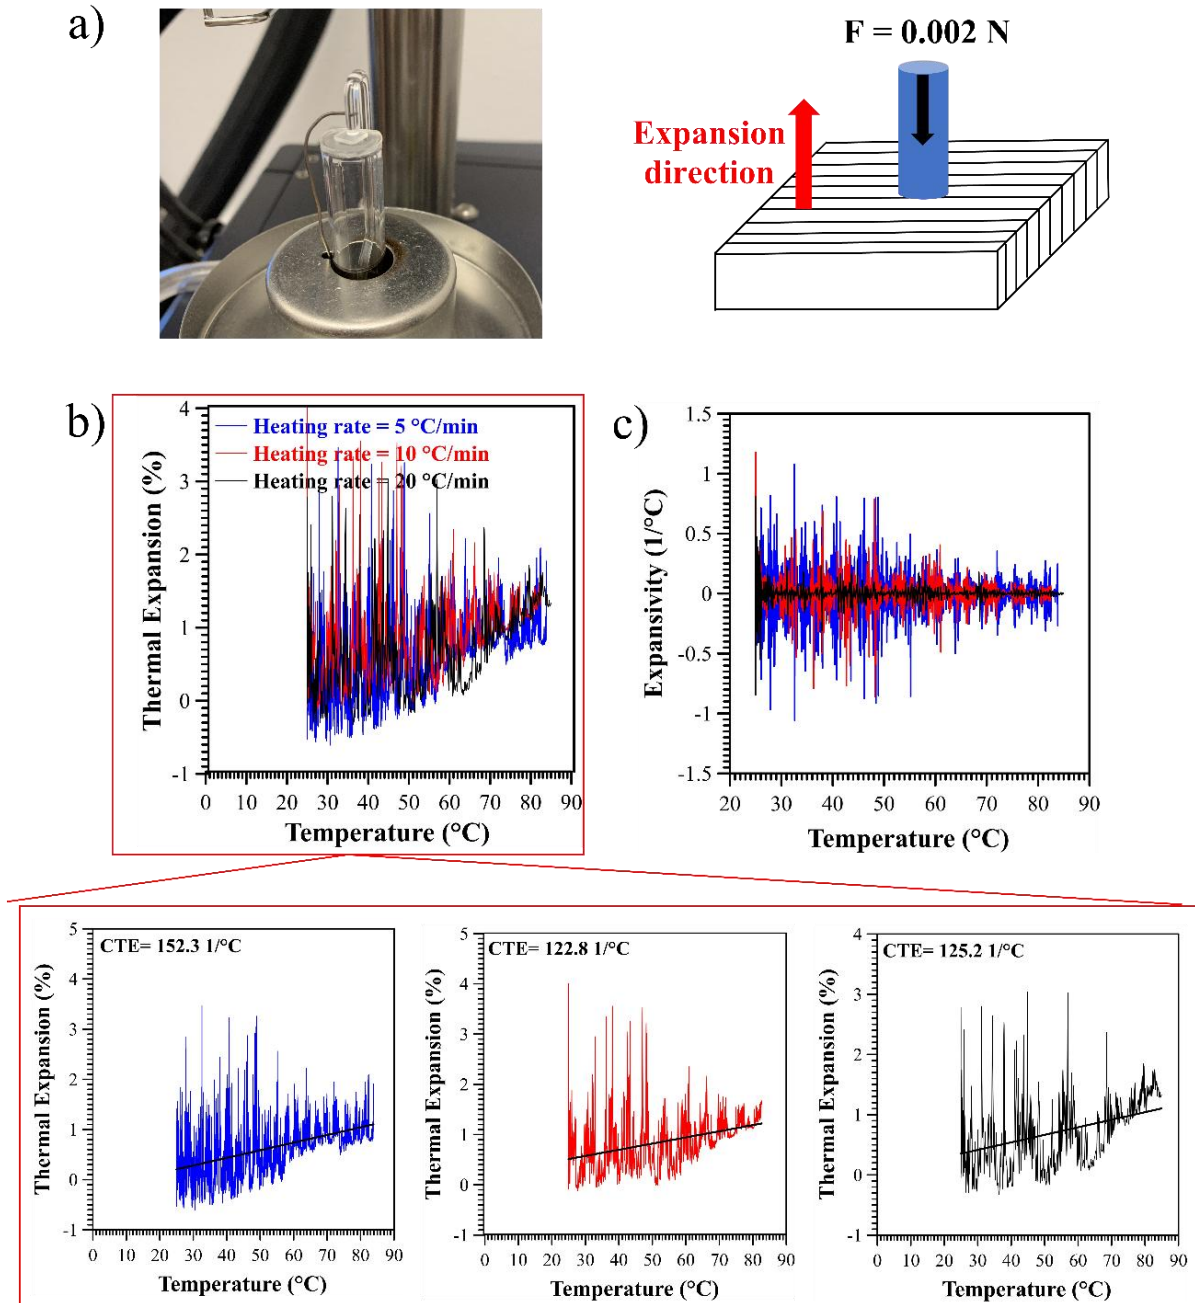 a)
F = 0.002 N
Expansion
direction
b)
Heating rate = 5 °C/min
Heating rate = 10 °C/min
Heating rate = 20 °C/min
Thermal Expansion (%)
4
3
2
1
0
-1
0 10 20 30 40 50 60 70 80 90
Temperature (°C)
c)
Expansivity (1/°C)
1.5
1
0.5
0
-0.5
-1
-1.5
20 30 40 50 60 70 80 90
Temperature (°C)
CTE= 152.3 1/°C
Thermal Expansion (%)
5
4
3
2
1
0
-1
0 10 20 30 40 50 60 70 80 90
Temperature (°C)
CTE= 122.8 1/°C
Thermal Expansion (%)
5
4
3
2
1
0
-1
0 10 20 30 40 50 60 70 80 90
Temperature (°C)
CTE= 125.2 1/°C
Thermal Expansion (%)
4
3
2
1
0
-1
0 10 20 30 40 50 60 70 80 90
Temperature (°C)